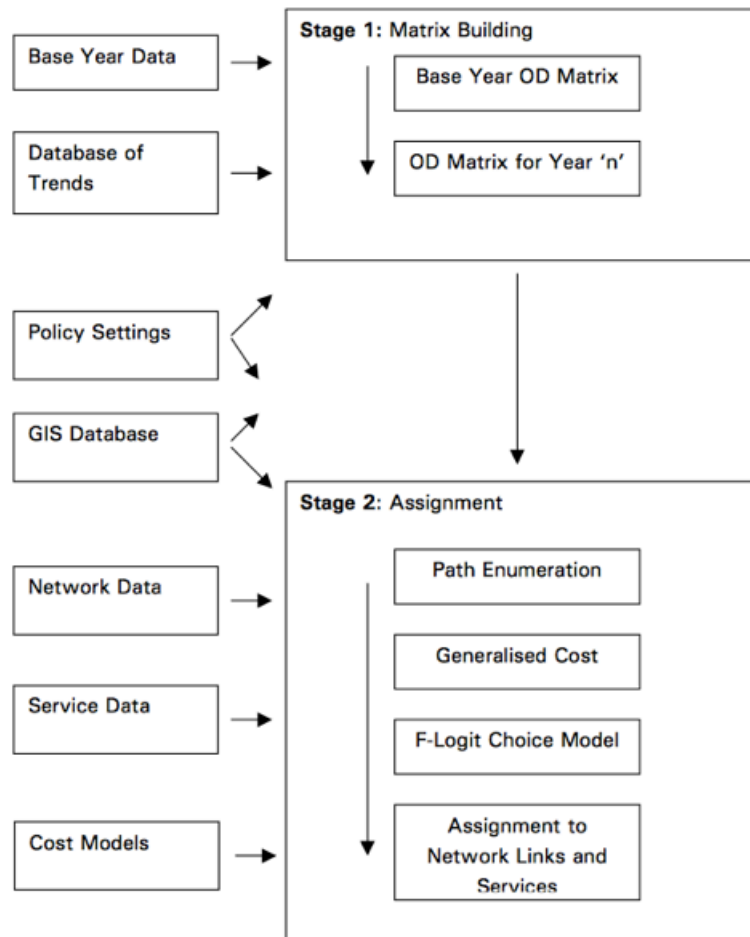 Stage 1: Matrix Building
Base Year Data
Base Year OD Matrix
Database of
Trends
OD Matrix for Year ‘n’
Policy Settings
GIS Database
Stage 2: Assignment
Path Enumeration
Network Data
Generalised Cost
Service Data
F-Logit Choice Model
Cost Models
Assignment to
Network Links and
Services